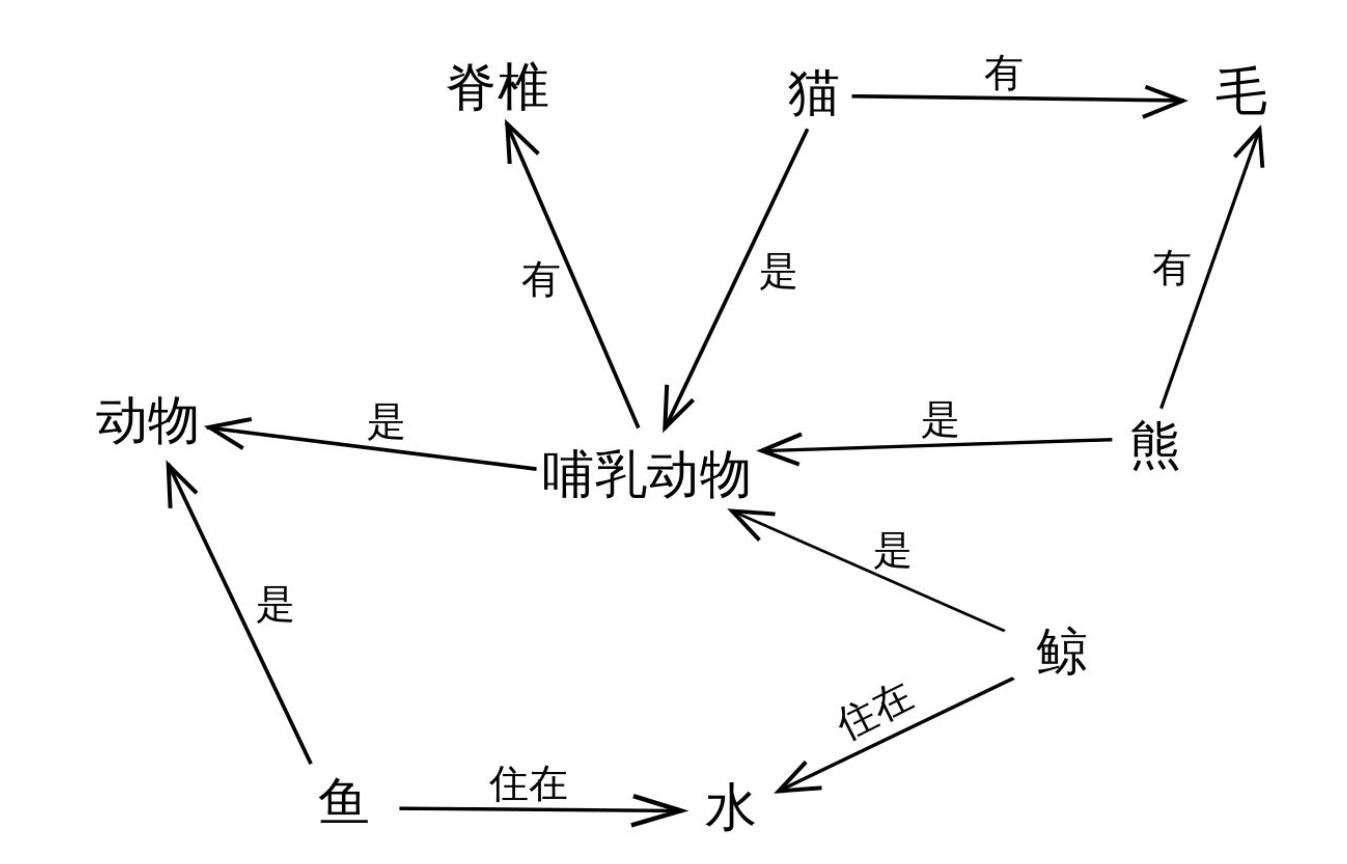 脊椎
猫
有
毛
有
是
有
动物
是
哺乳动物
是
熊
是
是
鲸
住在
鱼
住在
水